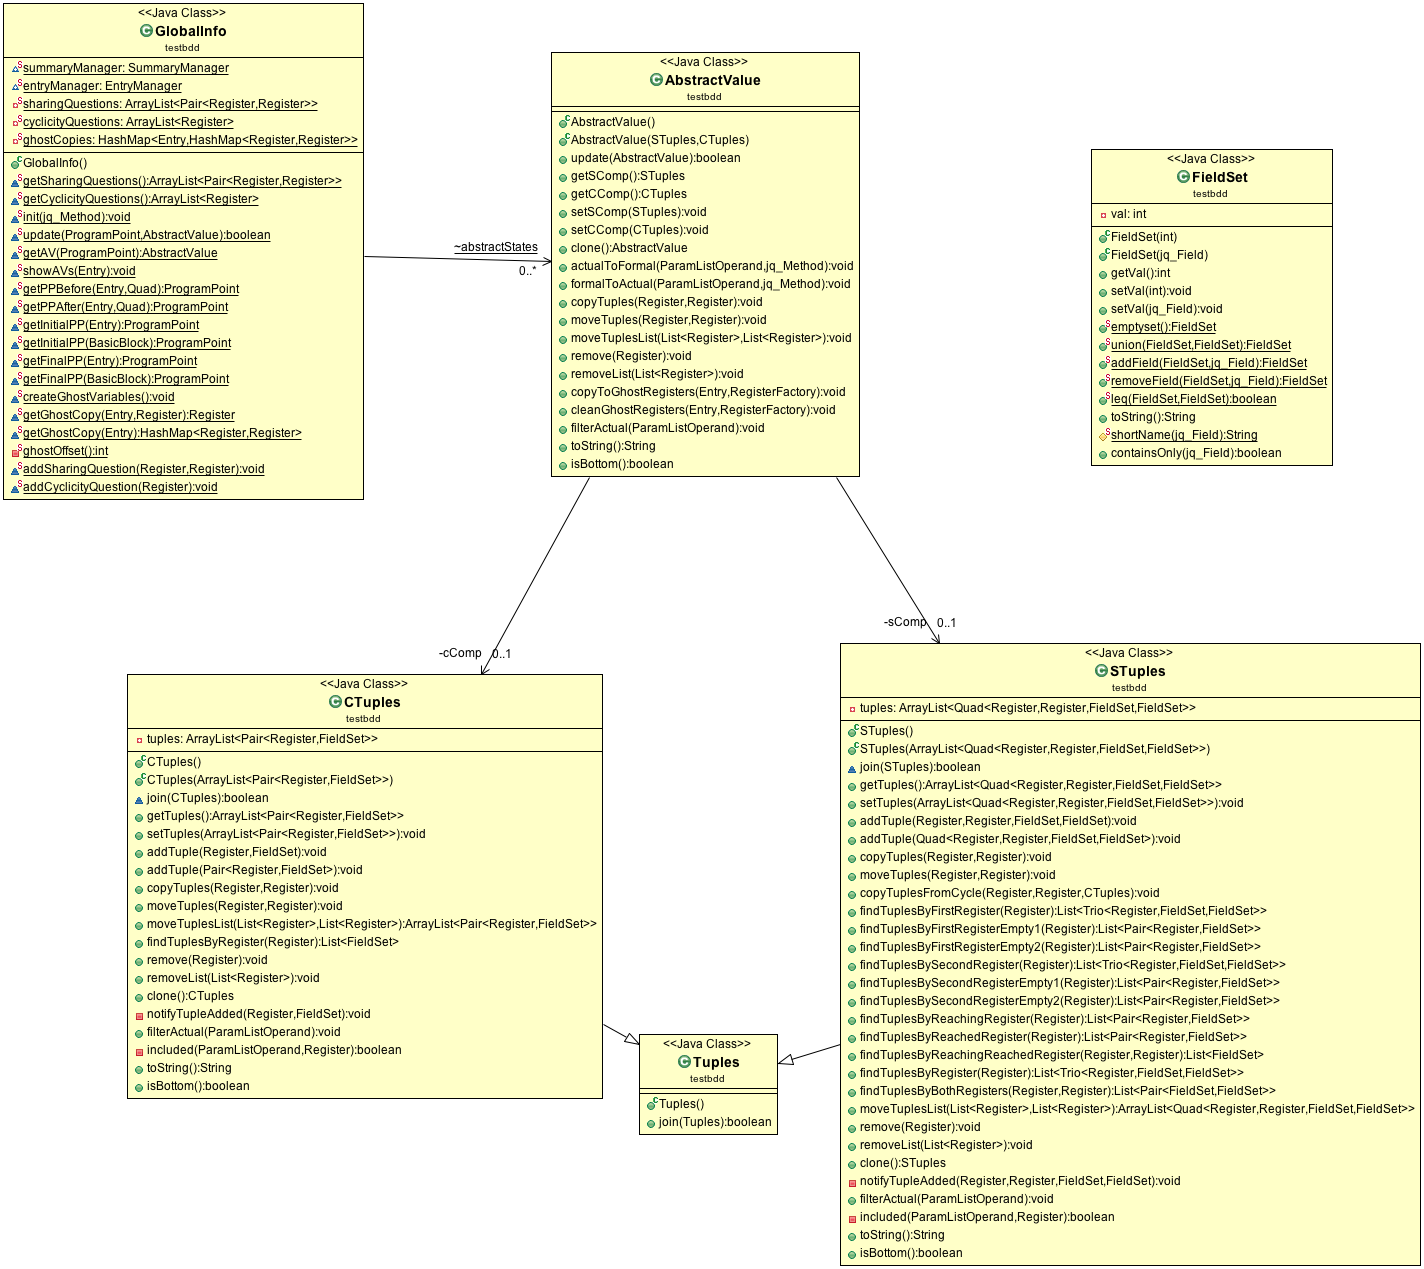 <<Java Class>>
GlobalInfo
testbdd
summaryManager: SummaryManager
entryManager: EntryManager
sharingQuestions: ArrayList<Pair<Register,Register>>
cyclicityQuestions: ArrayList<Register>
ghostCopies: HashMap<Entry,HashMap<Register,Register>>
GlobalInfo()
getSharingQuestions():ArrayList<Pair<Register,Register>>
getCyclicityQuestions():ArrayList<Register>
init(jq_Method):void
update(ProgramPoint,AbstractValue):boolean
getAV(ProgramPoint):AbstractValue
showAVs(Entry):void
getPPBefore(Entry,Quad):ProgramPoint
getPPAfter(Entry,Quad):ProgramPoint
getInitialPP(Entry):ProgramPoint
getInitialPP(BasicBlock):ProgramPoint
getFinalPP(Entry):ProgramPoint
getFinalPP(BasicBlock):ProgramPoint
createGhostVariables():void
getGhostCopy(Entry,Register):Register
getGhostCopy(Entry):HashMap<Register,Register>
ghostOffset():int
addSharingQuestion(Register,Register):void
addCyclicityQuestion(Register):void
~abstractStates
0..*
<<Java Class>>
AbstractValue
testbdd
AbstractValue()
AbstractValue(STuples,CTuples)
update(AbstractValue):boolean
getSComp():STuples
getCComp():CTuples
setSComp(STuples):void
setCComp(CTuples):void
clone():AbstractValue
actualToFormal(ParamListOperand,jq_Method):void
formalToActual(ParamListOperand,jq_Method):void
copyTuples(Register,Register):void
moveTuples(Register,Register):void
moveTuplesList(List<Register>,List<Register>):void
remove(Register):void
removeList(List<Register>):void
copyToGhostRegisters(Entry,RegisterFactory):void
cleanGhostRegisters(Entry,RegisterFactory):void
filterActual(ParamListOperand):void
toString():String
isBottom():boolean
<<Java Class>>
FieldSet
testbdd
val: int
FieldSet(int)
FieldSet(jq_Field)
getVal():int
setVal(int):void
setVal(jq_Field):void
emptyset():FieldSet
union(FieldSet,FieldSet):FieldSet
addField(FieldSet,jq_Field):FieldSet
removeField(FieldSet,jq_Field):FieldSet
leq(FieldSet,FieldSet):boolean
toString():String
shortName(jq_Field):String
containsOnly(jq_Field):boolean
-cComp 0..1
-sComp 0..1
<<Java Class>>
CTuples
testbdd
tuples: ArrayList<Pair<Register,FieldSet>>
CTuples()
CTuples(ArrayList<Pair<Register,FieldSet>>)
join(CTuples):boolean
getTuples():ArrayList<Pair<Register,FieldSet>>
setTuples(ArrayList<Pair<Register,FieldSet>>):void
addTuple(Register,FieldSet):void
addTuple(Pair<Register,FieldSet>):void
copyTuples(Register,Register):void
moveTuples(Register,Register):void
moveTuplesList(List<Register>,List<Register>):ArrayList<Pair<Register,FieldSet>>
findTuplesByRegister(Register):List<FieldSet>
remove(Register):void
removeList(List<Register>):void
clone():CTuples
notifyTupleAdded(Register,FieldSet):void
filterActual(ParamListOperand):void
included(ParamListOperand,Register):boolean
toString():String
isBottom():boolean
<<Java Class>>
Tuples
testbdd
Tuples()
join(Tuples):boolean
<<Java Class>>
STuples
testbdd
tuples: ArrayList<Quad<Register,Register,FieldSet,FieldSet>>
STuples()
STuples(ArrayList<Quad<Register,Register,FieldSet,FieldSet>>)
join(STuples):boolean
getTuples():ArrayList<Quad<Register,Register,FieldSet,FieldSet>>
setTuples(ArrayList<Quad<Register,Register,FieldSet,FieldSet>>):void
addTuple(Register,Register,FieldSet,FieldSet):void
addTuple(Quad<Register,Register,FieldSet,FieldSet>):void
copyTuples(Register,Register):void
moveTuples(Register,Register):void
copyTuplesFromCycle(Register,Register,CTuples):void
findTuplesByFirstRegister(Register):List<Trio<Register,FieldSet,FieldSet>>
findTuplesByFirstRegisterEmpty1(Register):List<Pair<Register,FieldSet>>
findTuplesByFirstRegisterEmpty2(Register):List<Pair<Register,FieldSet>>
findTuplesBySecondRegister(Register):List<Trio<Register,FieldSet,FieldSet>>
findTuplesBySecondRegisterEmpty1(Register):List<Pair<Register,FieldSet>>
findTuplesBySecondRegisterEmpty2(Register):List<Pair<Register,FieldSet>>
findTuplesByReachingRegister(Register):List<Pair<Register,FieldSet>>
findTuplesByReachedRegister(Register):List<Pair<Register,FieldSet>>
findTuplesByReachingReachedRegister(Register,Register):List<FieldSet>
findTuplesByRegister(Register):List<Trio<Register,FieldSet,FieldSet>>
findTuplesByBothRegisters(Register,Register):List<Pair<FieldSet,FieldSet>>
moveTuplesList(List<Register>,List<Register>):ArrayList<Quad<Register,Register,FieldSet,FieldSet>>
remove(Register):void
removeList(List<Register>):void
clone():STuples
notifyTupleAdded(Register,Register,FieldSet,FieldSet):void
filterActual(ParamListOperand):void
included(ParamListOperand,Register):boolean
toString():String
isBottom():boolean